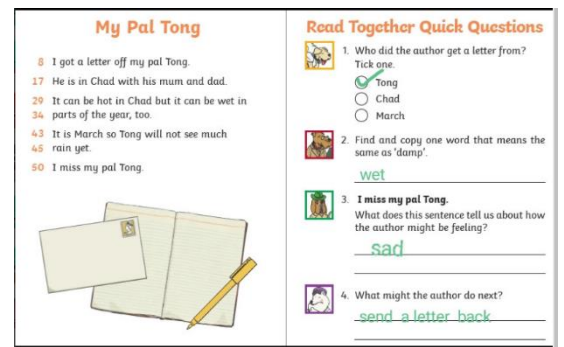 My Pal Tong
8 I got a letter off my pal Tong.
17 He is in Chad with his mum and dad.
29 It can be hot in Chad but it can be wet in
34 parts of the year, too.
43 It is March so Tong will not see much
45 rain yet.
50 I miss my pal Tong.
Read Together Quick Questions
1. Who did the author get a letter from?
Tick one.
Tong
Chad
March
2. Find and copy one word that means the
same as ‘damp’.
wet
3. I miss my pal Tong.
What does this sentence tell us about how
the author might be feeling?
sad
4. What might the author do next?
send a letter back